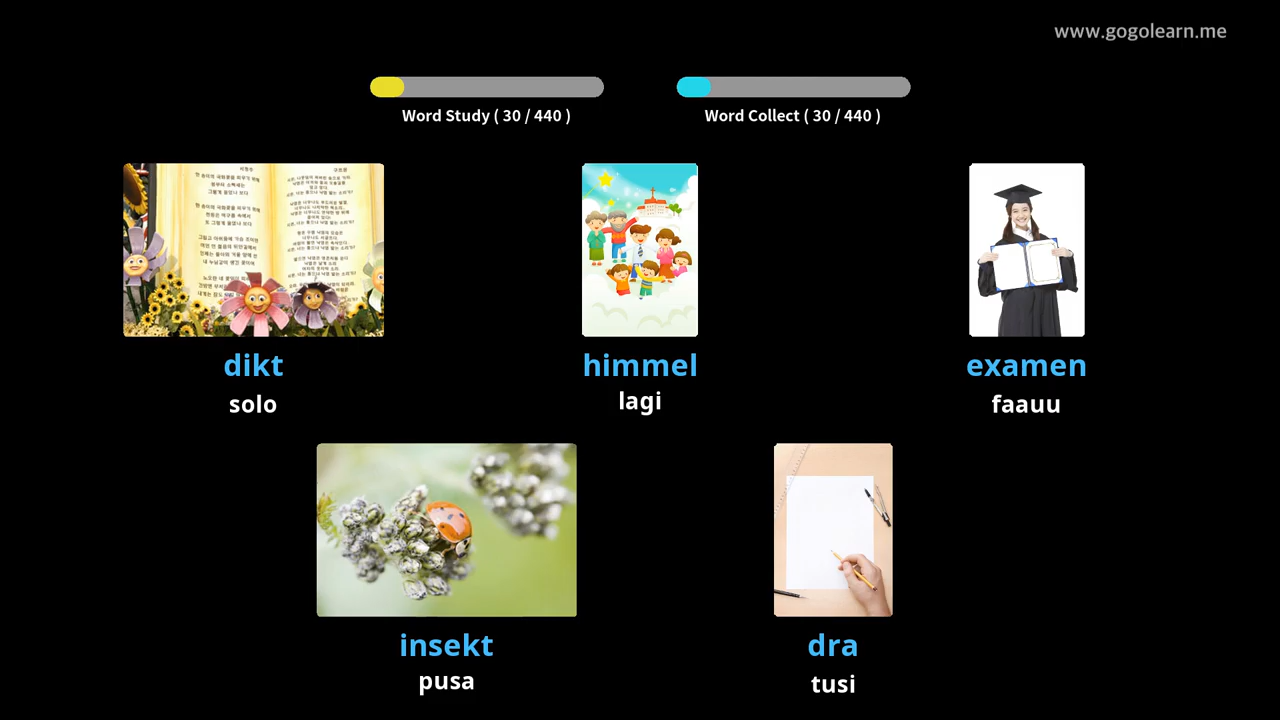 www.gogolearn.me
Word Study ( 30 / 440 )
Word Collect ( 30 / 440 )
dikt
solo
himmel
lagi
examen
faauu
insekt
pusa
dra
tusi